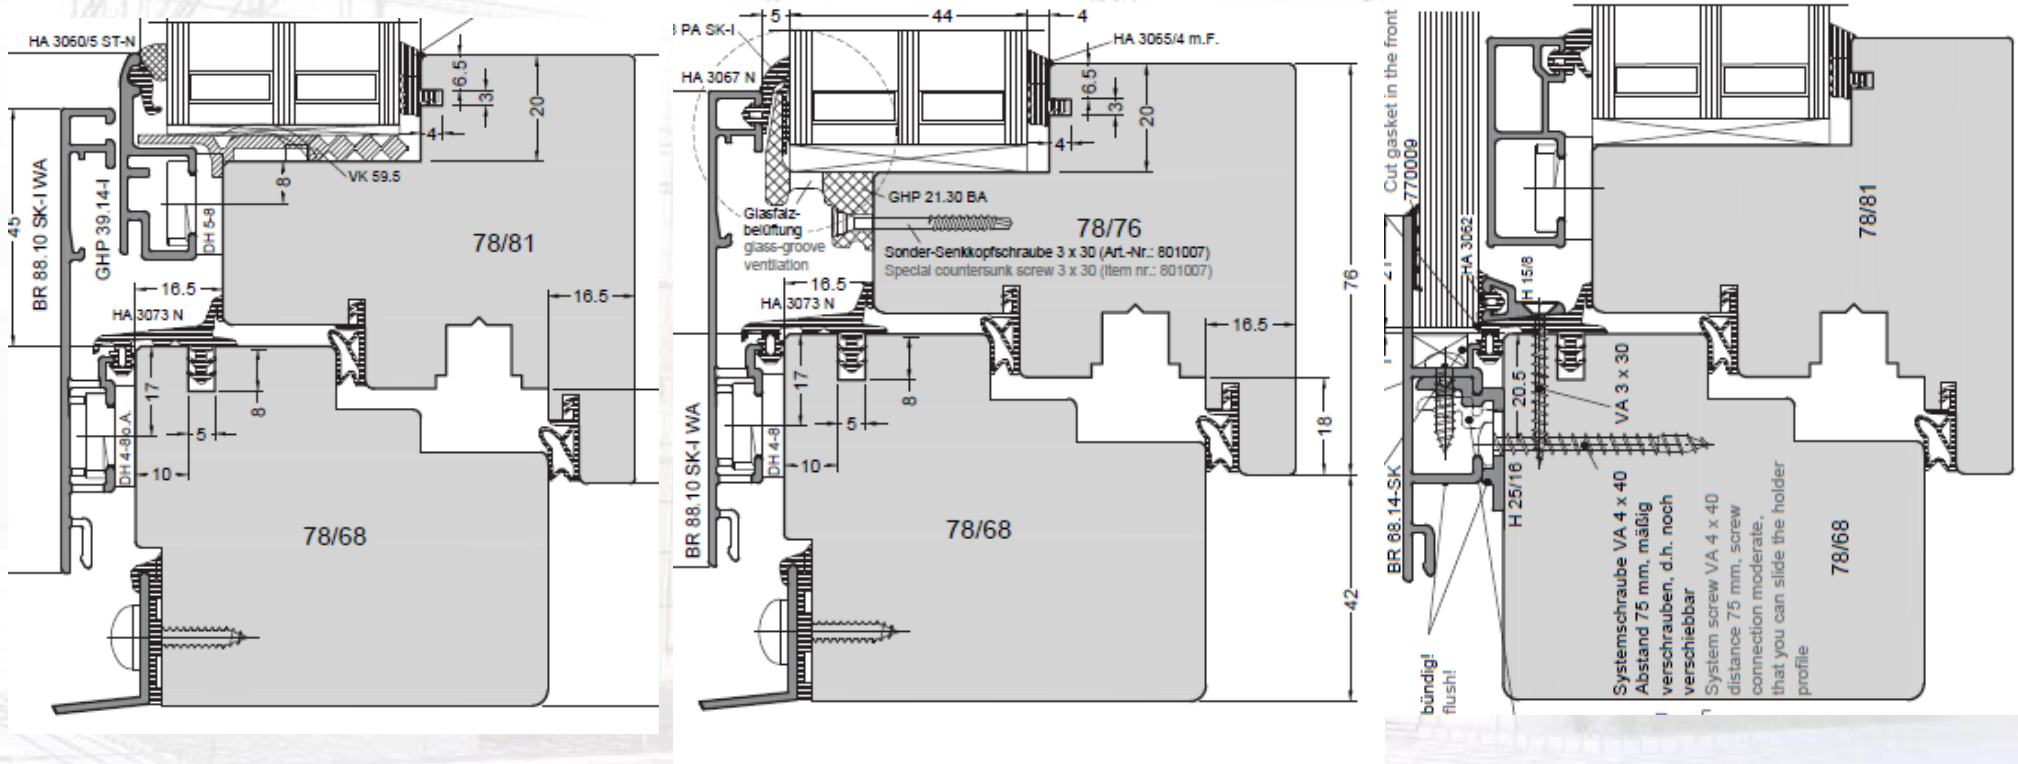 HA 3060/5 ST-N
6.5
3
20
4
45
BR 88.10 SK-I WA
GHP 39.14-I
8
VK 59.5
DH 5-8
78/81
16.5
16.5
HA 3073 N
17
8
5
DH 4-8o.A.
10
78/68
5
44
4
PA SK-I
HA 3065/4 m.F.
HA 3067 N
6.5
3
20
4
GHP 21.30 BA
Glasfalz-
belüftung
glass-groove
ventilation
78/76
Sonder-Senkkopfschraube 3 x 30 (Art.-Nr.: 801007)
Special countersunk screw 3 x 30 (Item nr.: 801007)
16.5
HA 3073 N
76
16.5
17
8
5
18
DH 4-8
10
BR 88.10 SK-I WA
78/68
42
Cut gasket in the front
770009
HA 3062
H 15/8
78/81
20.5
VA 3 x 30
H 25/16
BR 68.14-SK
Systemschraube VA 4 x 40
Abstand 75 mm, mäßig
verschrauben, d.h. noch
verschiebbar
System screw VA 4 x 40
distance 75 mm, screw
connection moderate,
that you can slide the holder
profile
78/68
bündig!
flush!